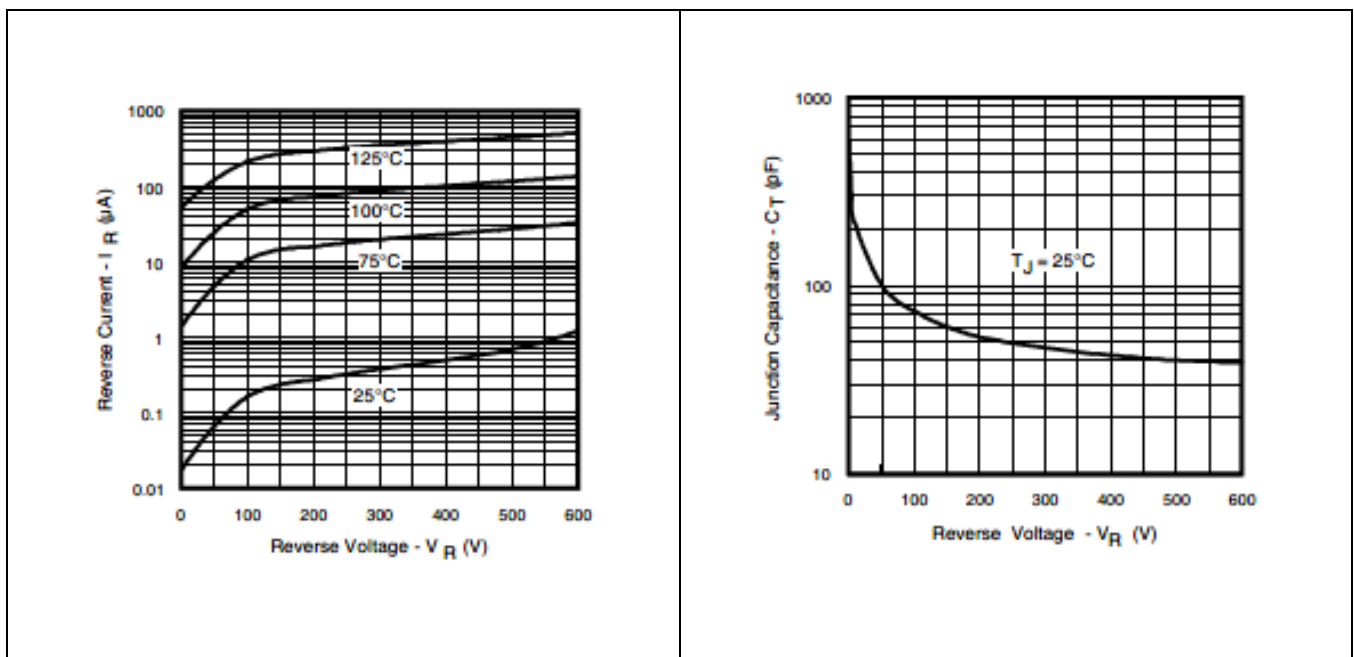 1000
100
10
1
0.1
0.01
Reverse Current - I R (µA)
125°C
100°C
75°C
25°C
0 100 200 300 400 500 600
Reverse Voltage - V R (V)
1000
100
10
Junction Capacitance - C T (pF)
T J = 25°C
0 100 200 300 400 500 600
Reverse Voltage - V R (V)